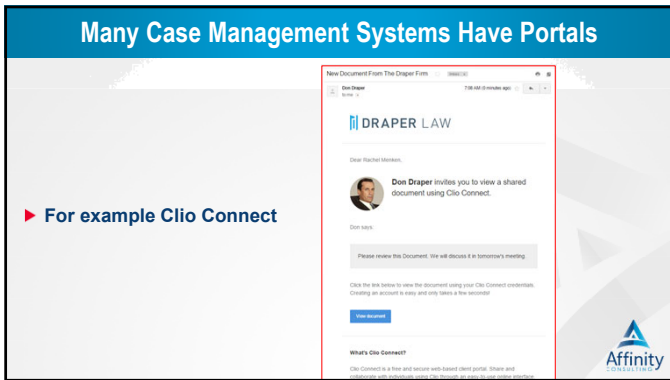 Many Case Management Systems Have Portals
For example Clio Connect
New Document From The Draper Firm
Don Draper
to me
7:08 AM (0 minutes ago)
DRAPER LAW
Dear Rachel Menken,
Don Draper invites you to view a shared
document using Clio Connect.
Don says:
Please review this Document. We will discuss it in tomorrow's meeting.
Click the link below to view the document using your Clio Connect credentials.
Creating an account is easy and only takes a few seconds!
View document
What's Clio Connect?
Clio Connect is a free and secure web-based client portal. Share and
collaborate with individuals using Clio through an easy-to-use online interface
Affinity
CONSULTING